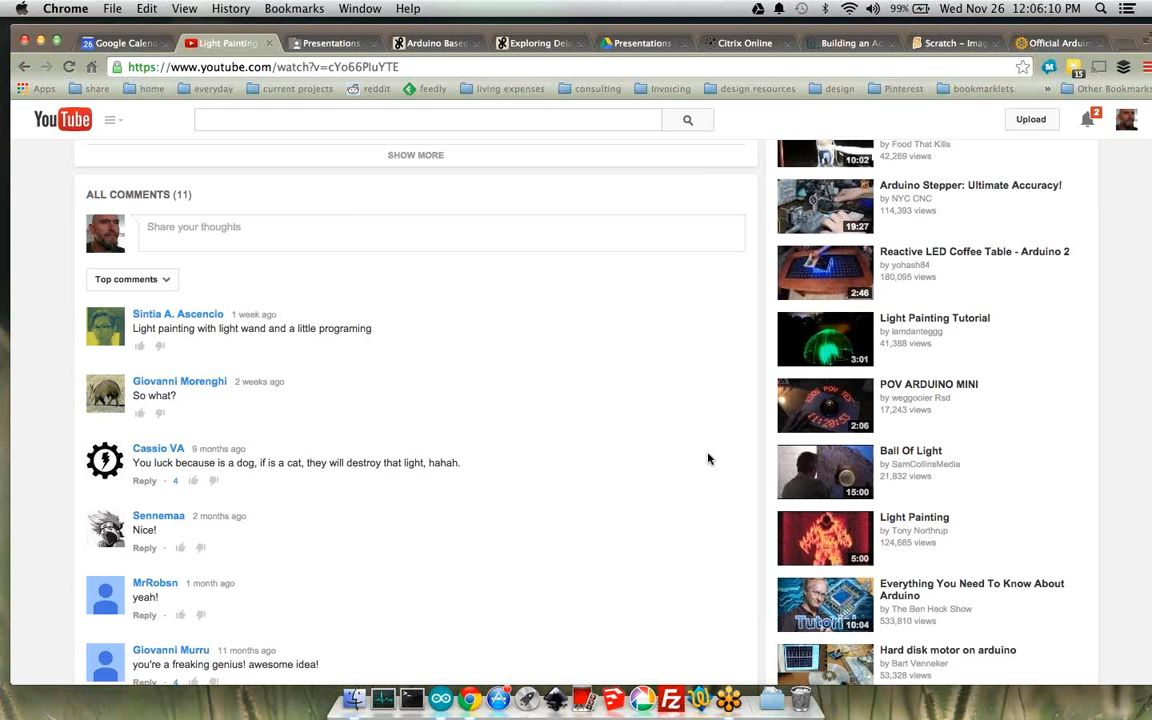 Chrome File Edit View History Bookmarks Window Help 99% Wed Nov 26 12:06:10 PM
26 Google Calen Light Painting Presentations Arduino Base Exploring Del Presentations Citrix Online Building an A Scratch – Imag Official Ardui
https://www.youtube.com/watch?v=cYo66PluYTE 15
Apps share home everyday current projects reddit feedly living expenses consulting Invoicing design resources design Pinterest bookmarklets » Other Bookmarks
YouTube Upload 2
SHOW MORE
ALL COMMENTS (11)
Share your thoughts
Top comments
Sintia A. Ascencio 1 week ago
Light painting with light wand and a little programing
Giovanni Morenghi 2 weeks ago
So what?
Cassio VA 9 months ago
You luck because is a dog, if is a cat, they will destroy that light, hahah.
Reply · 4
Sennemaa 2 months ago
Nice!
Reply ·
MrRobsn 1 month ago
yeah!
Reply ·
Giovanni Murru 11 months ago
you're a freaking genius! awesome idea!
Reply · 4
by Food That Kills
42,269 views
10:02
Arduino Stepper: Ultimate Accuracy!
by NYC CNC
114,393 views
19:27
Reactive LED Coffee Table - Arduino 2
by yohash84
180,095 views
2:46
Light Painting Tutorial
by iamdanteggg
41,388 views
3:01
POV ARDUINO MINI
by weggooier Rsd
17,243 views
2:06
Ball Of Light
by SamCollinsMedia
21,832 views
15:00
Light Painting
by Tony Northrup
124,685 views
5:00
Everything You Need To Know About
Arduino
by The Ben Heck Show
533,810 views
Tutori
10:04
Hard disk motor on arduino
by Bart Venneker
53,328 views